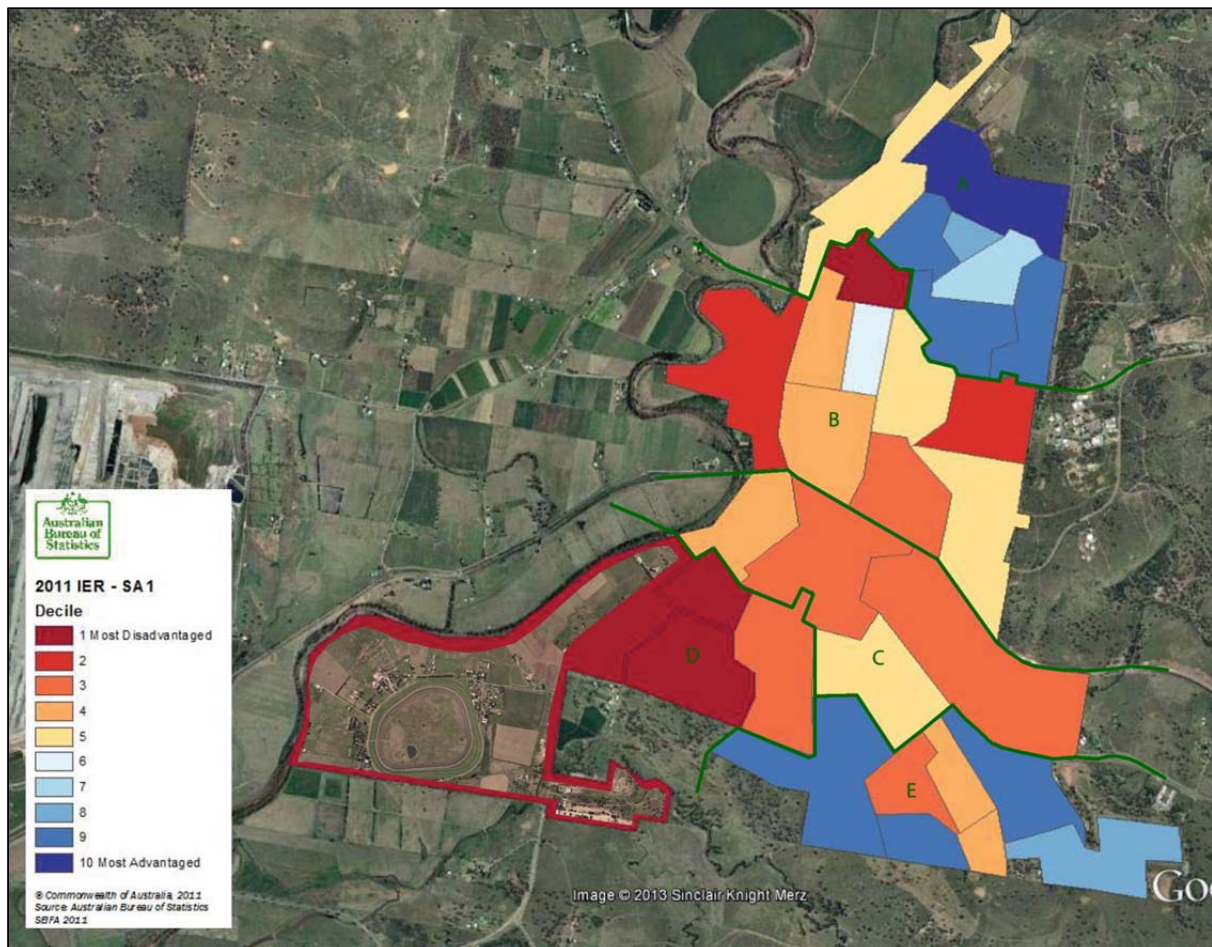 A
B
C
D
E
Australian
Bureau of
Statistics
2011 IER - SA1
Decile
1 Most Disadvantaged
2
3
4
5
6
7
8
9
10 Most Advantaged
© Commonwealth of Australia, 2011
Source: Australian Bureau of Statistics
SEIFA 2011
Image © 2013 Sinclair Knight Merz
Goo